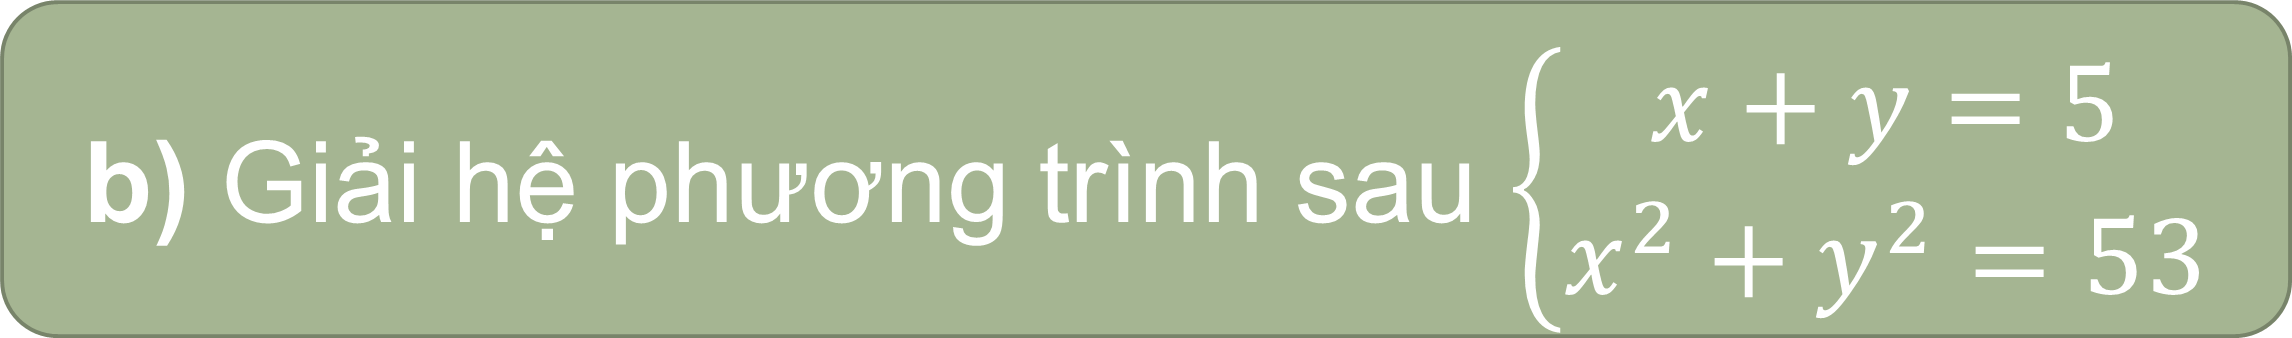 b) Giải hệ phương trình sau { x + y = 5
x² + y² = 53